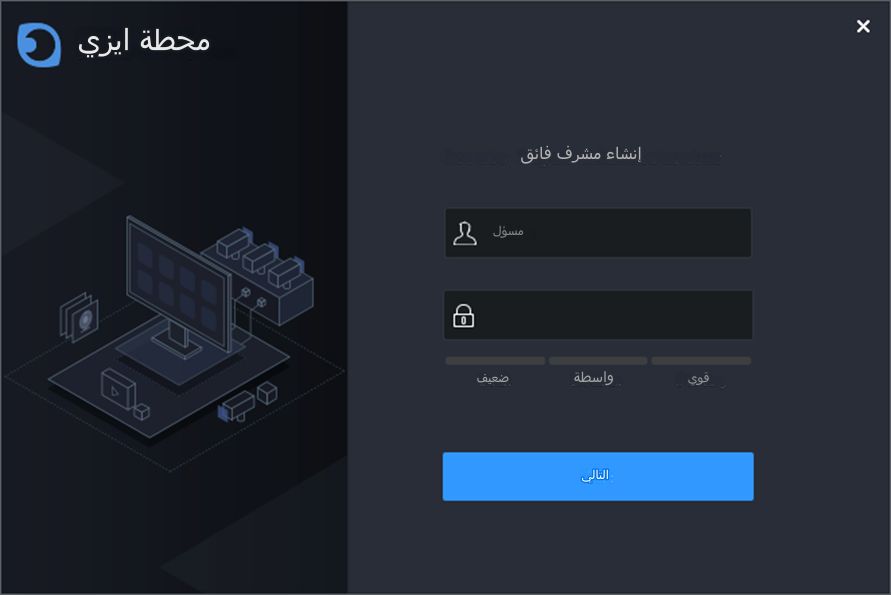 محطة ايزي
إنشاء مشرف فائق
مسؤل
ضعيف واسطة قوي
التالي